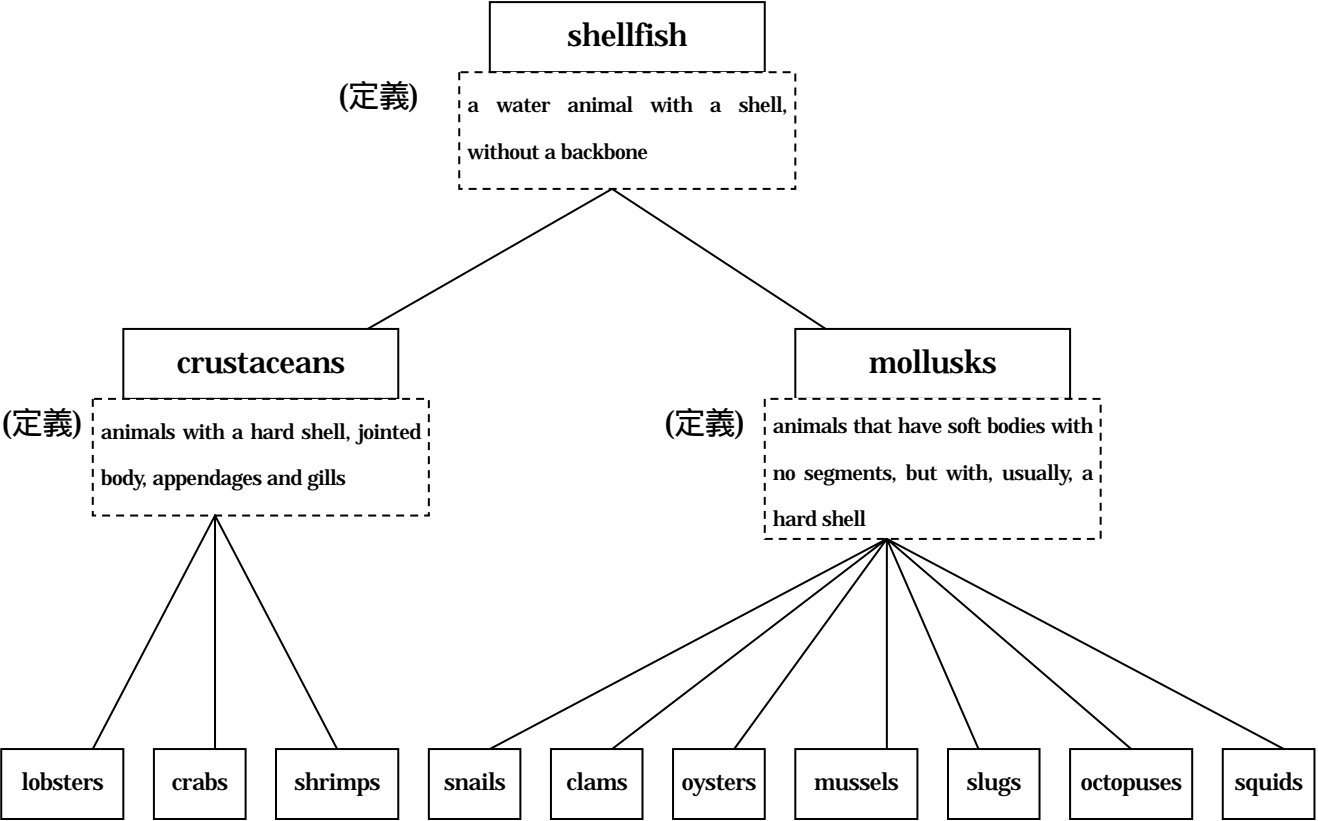 shellfish
(定義)
a water animal with a shell,
without a backbone
crustaceans
(定義)
animals with a hard shell, jointed
body, appendages and gills
mollusks
(定義)
animals that have soft bodies with
no segments, but with, usually, a
hard shell
lobsters
crabs
shrimps
snails
clams
oysters
mussels
slugs
octopuses
squids